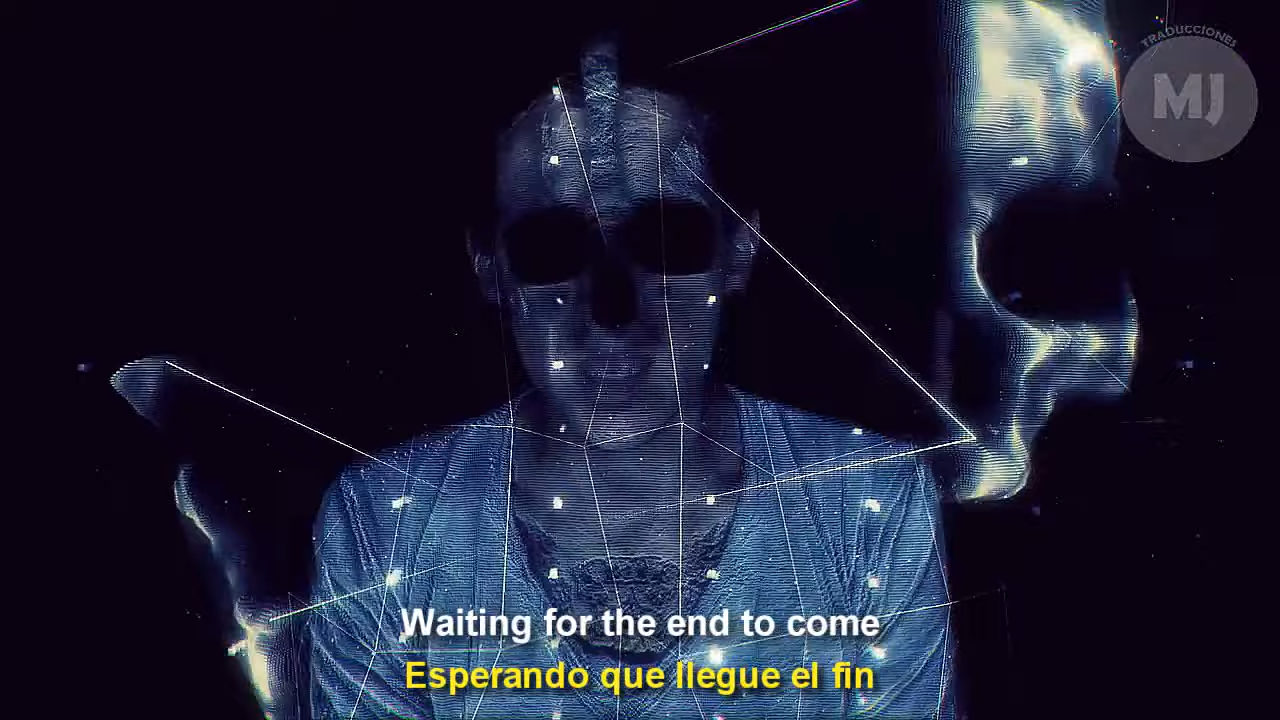 TRADUCCIONES
MJ
Waiting for the end to come
Esperando que llegue el fin